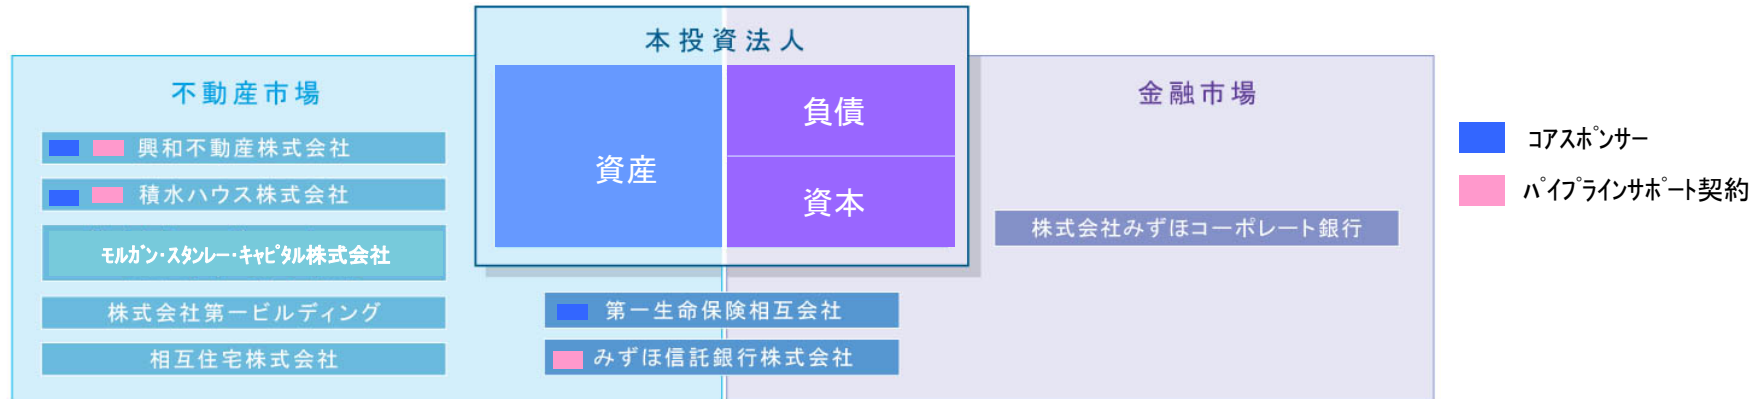 本投資法人
不動産市場
金融市場
資産
負債
資本
興和不動産株式会社
積水ハウス株式会社
モルガン・スタンレー・キャピタル株式会社
株式会社第一ビルディング
相互住宅株式会社
第一生命保険相互会社
みずほ信託銀行株式会社
株式会社みずほコーポレート銀行
コアスポンサー
パイプラインサポート契約